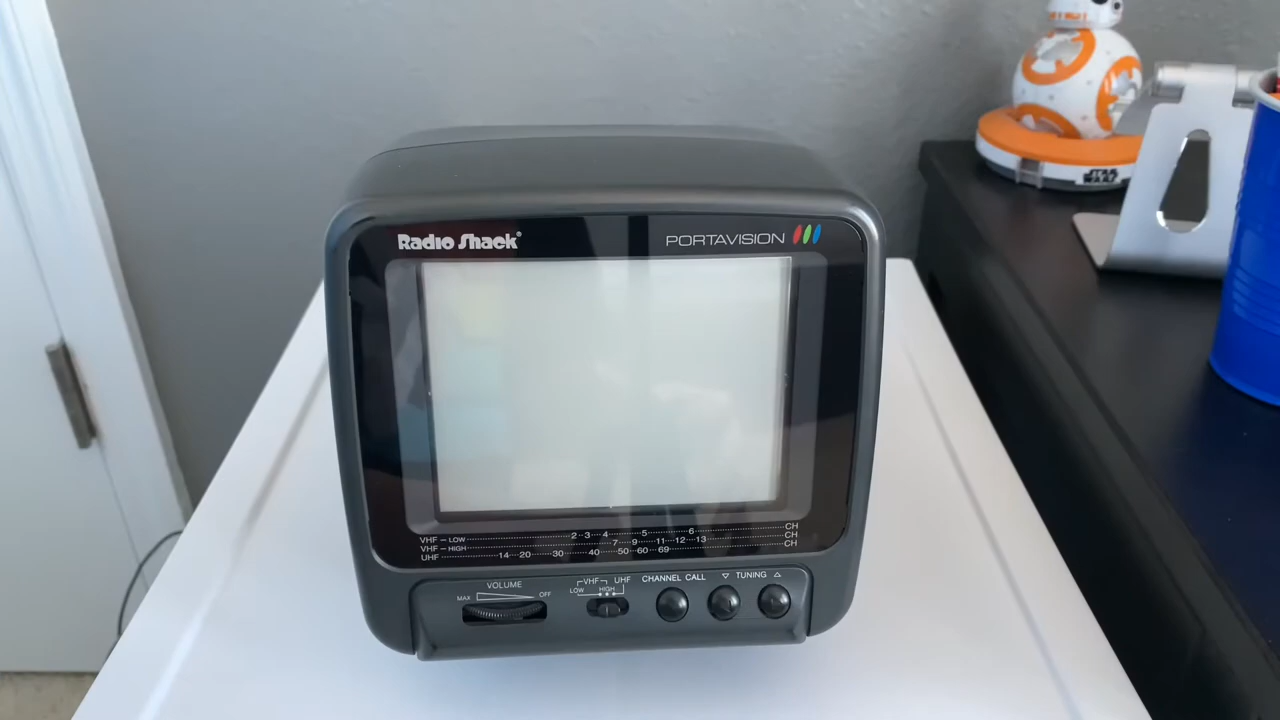 Radio Shack®
PORTAVISION
VHF – LOW 2··3···4 5 6 CH
VHF – HIGH 7 9 11 12 13 CH
UHF 14 20 30 40 50 60 69 CH
VOLUME
MAX OFF
VHF UHF
LOW HIGH
CHANNEL CALL
▽ TUNING △
STAR
WARS